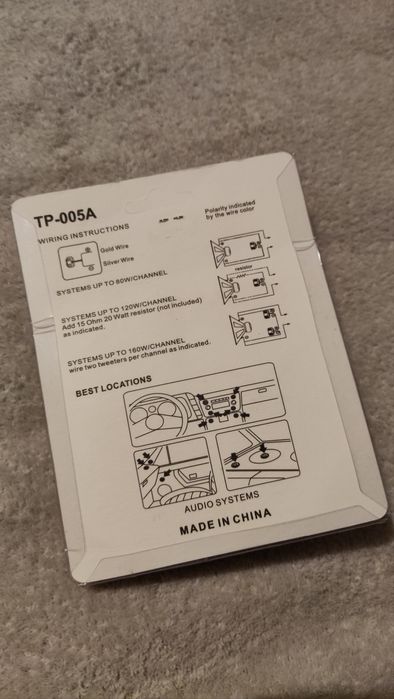 TP-005A
Polarity indicated
by the wire color
WIRING INSTRUCTIONS
Gold Wire
Silver Wire
SYSTEMS UP TO 80W/CHANNEL
resistor
SYSTEMS UP TO 120W/CHANNEL
Add 15 Ohm 20 Watt resistor (not included)
as indicated.
SYSTEMS UP TO 160W/CHANNEL
wire two tweeters per channel as indicated.
BEST LOCATIONS
AUDIO SYSTEMS
MADE IN CHINA